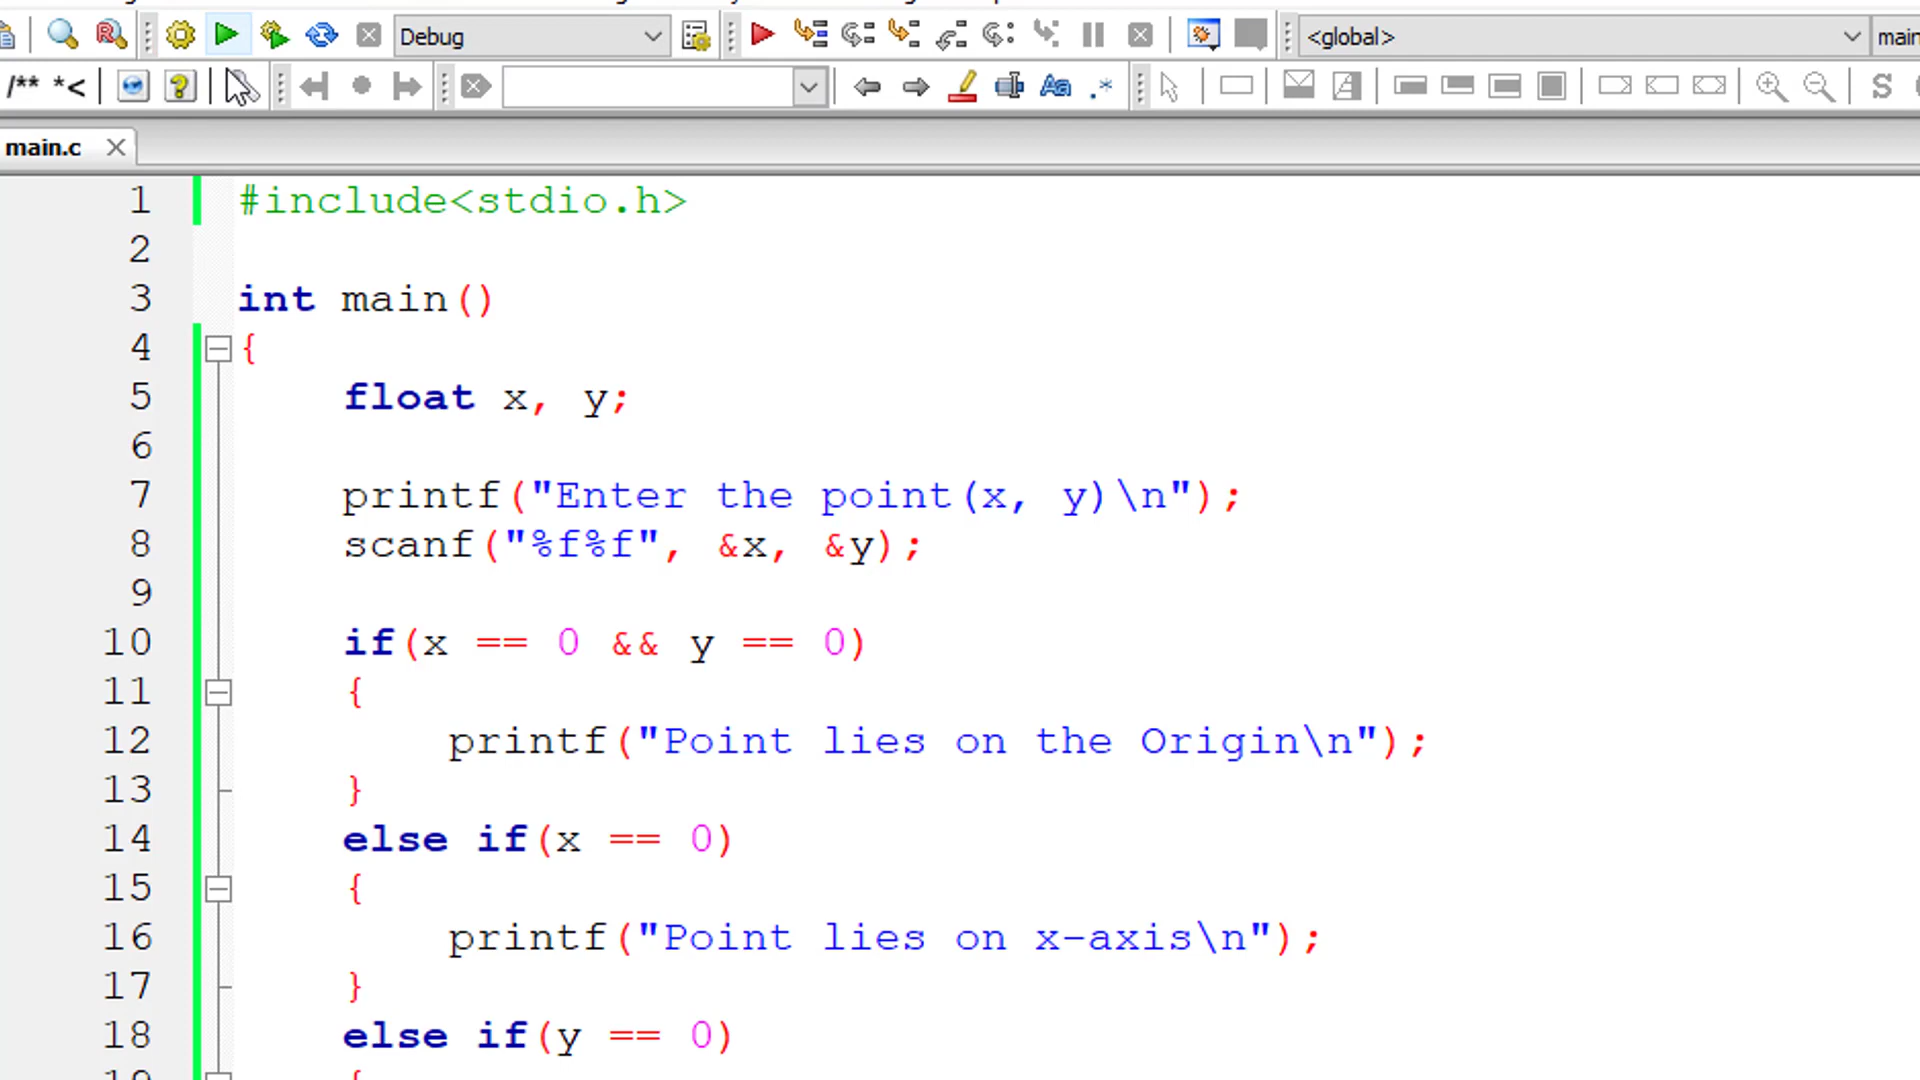 Debug <global> main
/** *<
main.c
1 #include<stdio.h>
2
3 int main()
4 {
5 float x, y;
6
7 printf("Enter the point(x, y)\n");
8 scanf("%f%f", &x, &y);
9
10 if(x == 0 && y == 0)
11 {
12 printf("Point lies on the Origin\n");
13 }
14 else if(x == 0)
15 {
16 printf("Point lies on x-axis\n");
17 }
18 else if(y == 0)
19 {